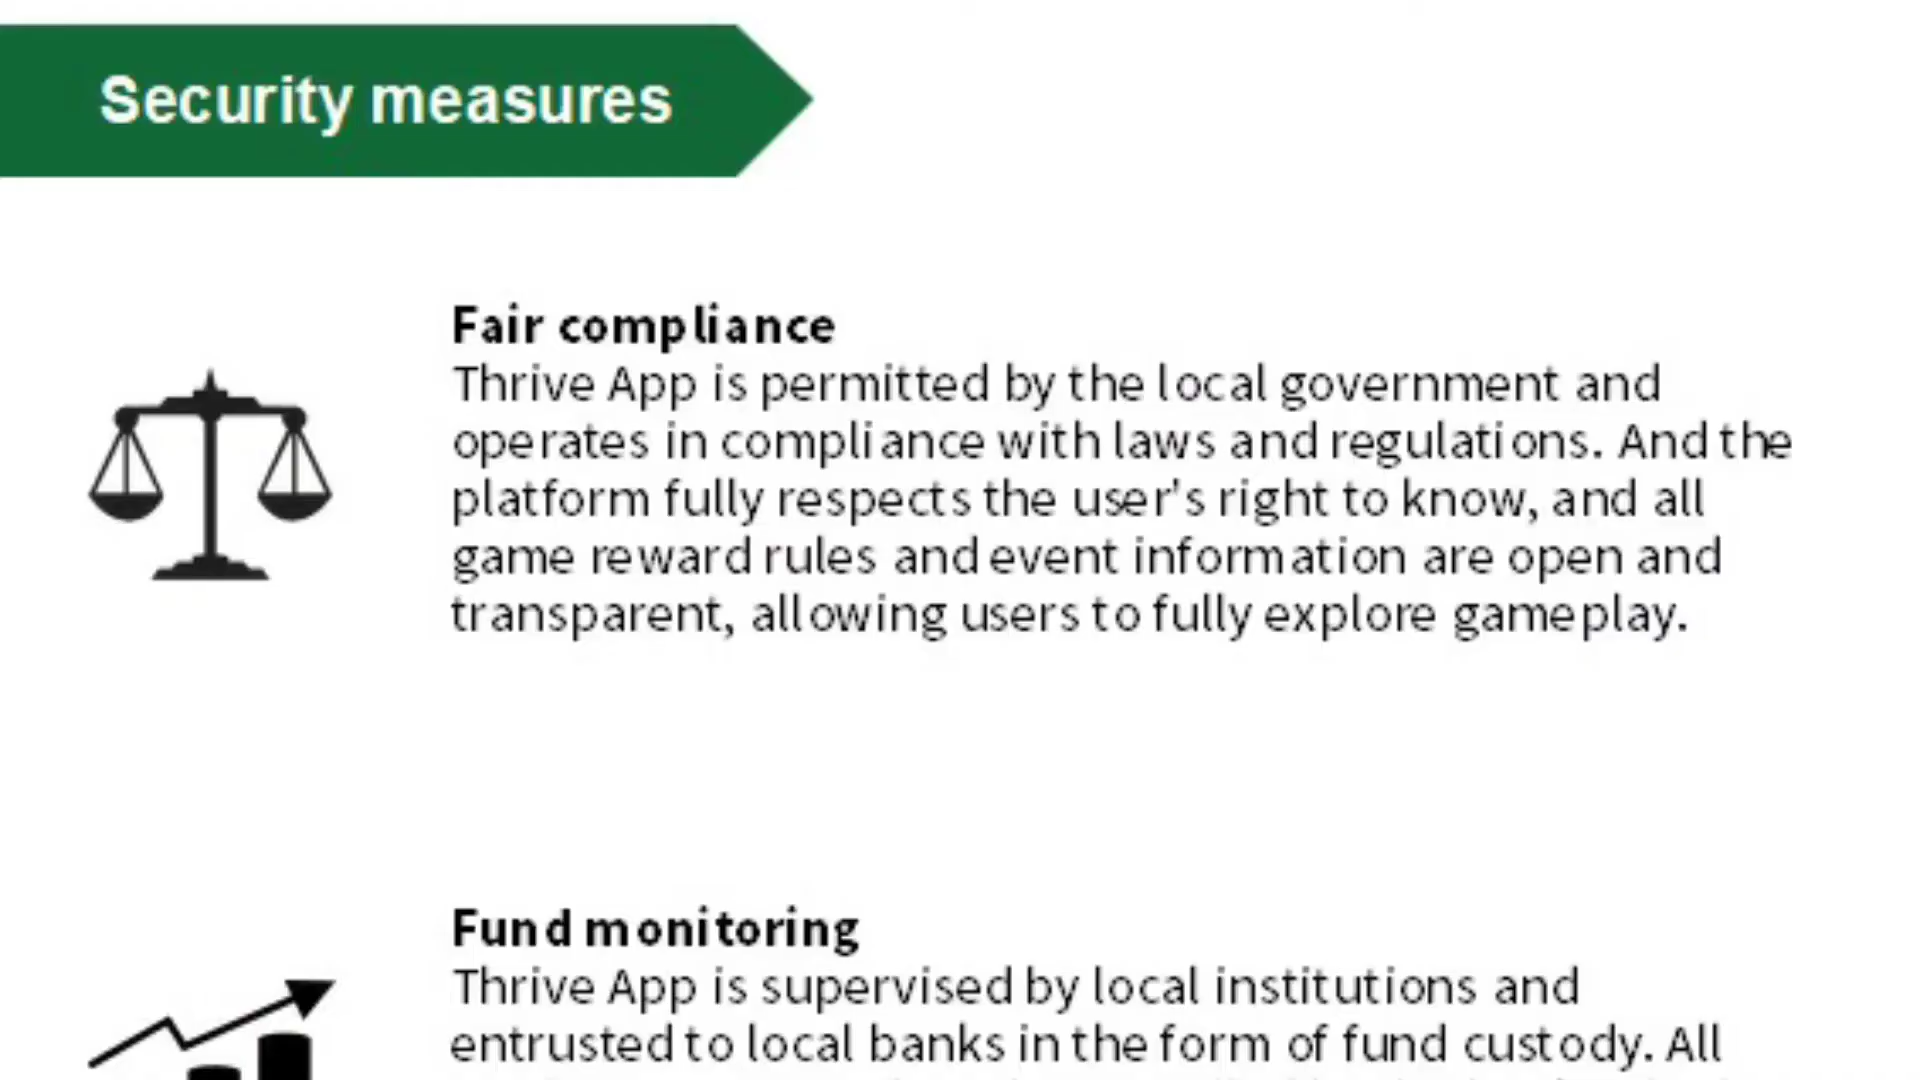 Security measures
Fair compliance
Thrive App is permitted by the local government and
operates in compliance with laws and regulations. And the
platform fully respects the user's right to know, and all
game reward rules and event information are open and
transparent, allowing users to fully explore gameplay.
Fund monitoring
Thrive App is supervised by local institutions and
entrusted to local banks in the form of fund custody. All